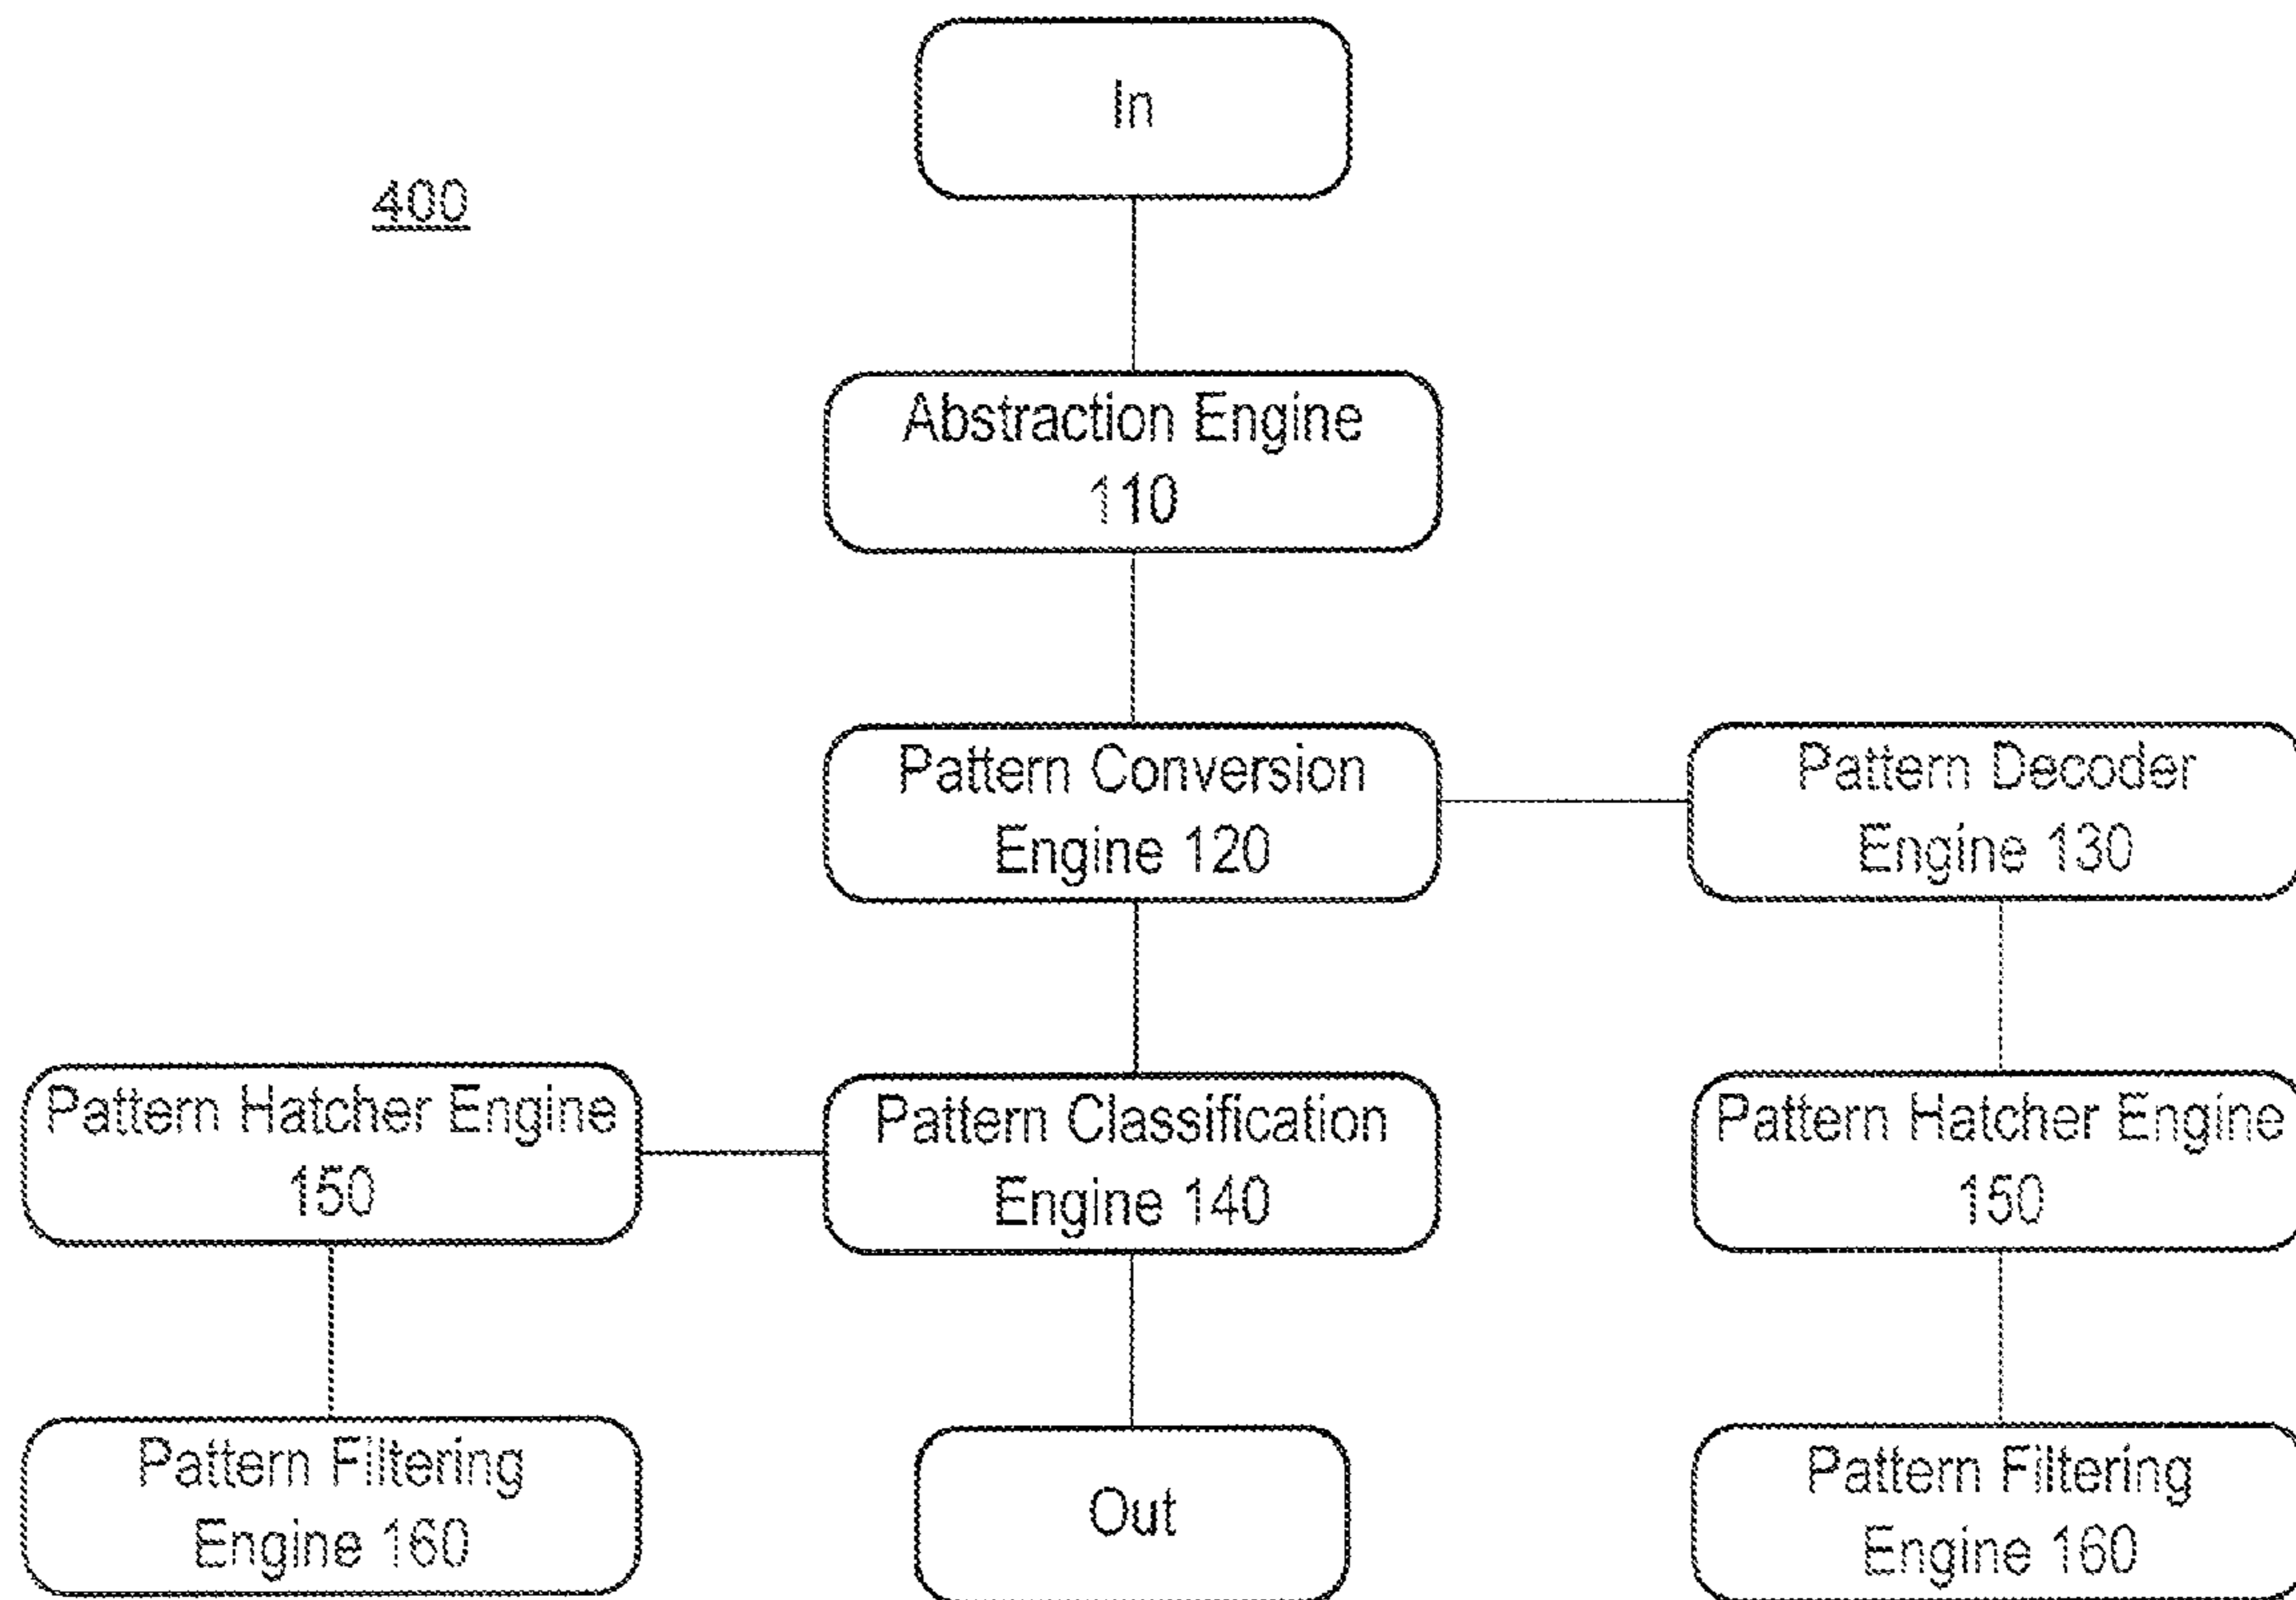 In
400
Abstraction Engine
110
Pattern Conversion
Engine 120
Pattern Decoder
Engine 130
Pattern Hatcher Engine
150
Pattern Classification
Engine 140
Pattern Hatcher Engine
150
Pattern Filtering
Engine 160
Out
Pattern Filtering
Engine 160